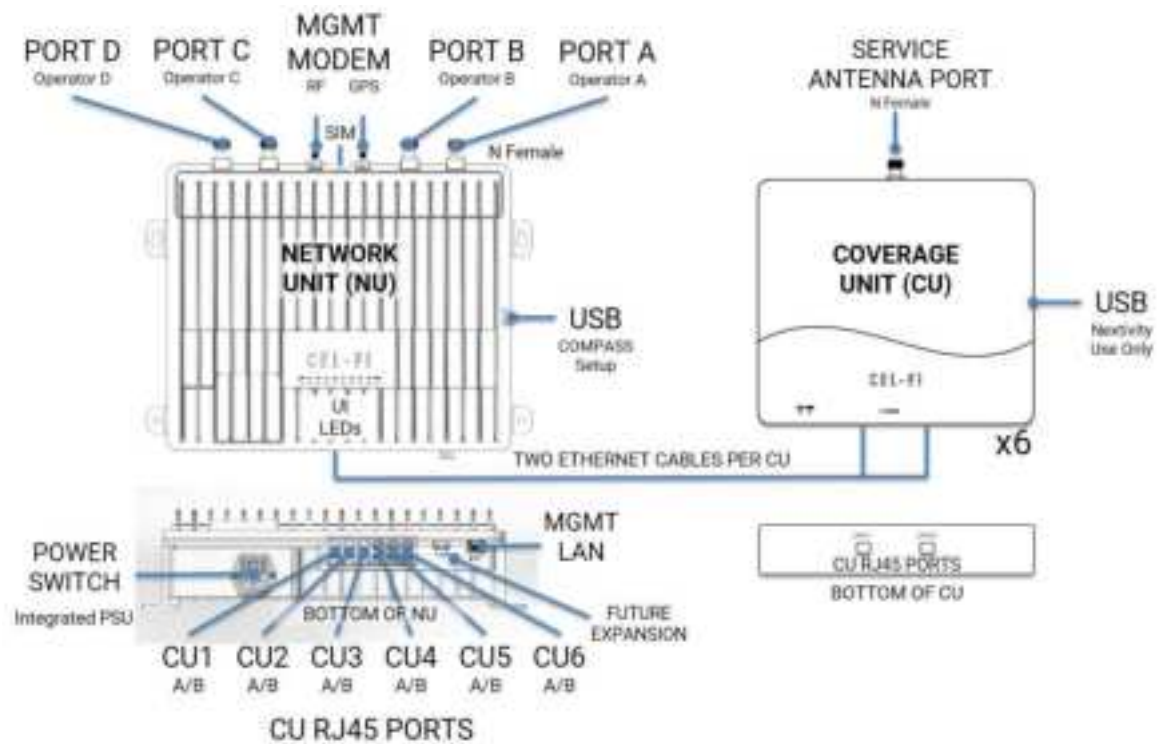 PORT D
Operator D
PORT C
Operator C
MGMT
MODEM
RF GPS
SIM
PORT B
Operator B
PORT A
Operator A
N Female
NETWORK
UNIT (NU)
USB
COMPASS
Setup
CEL-FI
UI
LEDs
SERVICE
ANTENNA PORT
N Female
COVERAGE
UNIT (CU)
USB
Nextivity
Use Only
CEL-FI
x6
TWO ETHERNET CABLES PER CU
POWER
SWITCH
Integrated PSU
MGMT
LAN
BOTTOM OF NU
FUTURE
EXPANSION
CU1 CU2 CU3 CU4 CU5 CU6
A/B A/B A/B A/B A/B A/B
CU RJ45 PORTS
CU RJ45 PORTS
BOTTOM OF CU